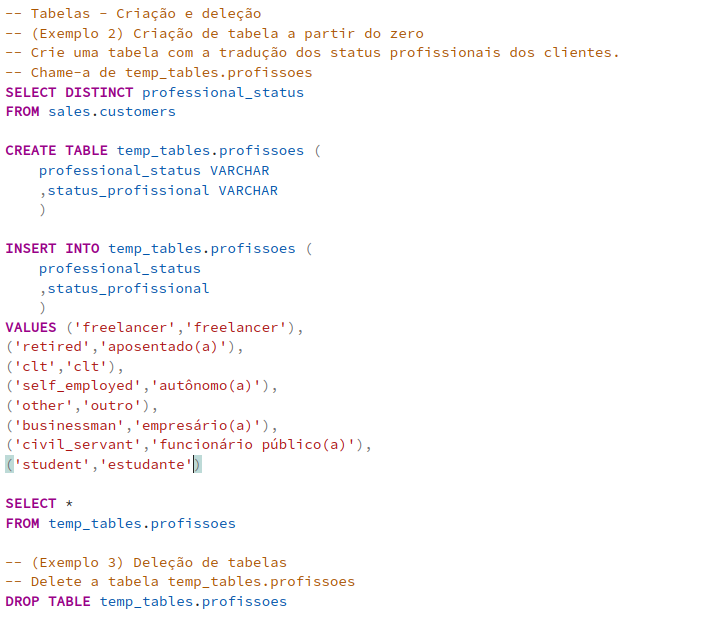 -- Tabelas - Criação e deleção
-- (Exemplo 2) Criação de tabela a partir do zero
-- Crie uma tabela com a tradução dos status profissionais dos clientes.
-- Chame-a de temp_tables.profissoes
SELECT DISTINCT professional_status
FROM sales.customers

CREATE TABLE temp_tables.profissoes (
    professional_status VARCHAR
    ,status_profissional VARCHAR
    )

INSERT INTO temp_tables.profissoes (
    professional_status
    ,status_profissional
    )
VALUES ('freelancer','freelancer'),
('retired','aposentado(a)'),
('clt','clt'),
('self_employed','autônomo(a)'),
('other','outro'),
('businessman','empresário(a)'),
('civil_servant','funcionário público(a)'),
('student','estudante')

SELECT *
FROM temp_tables.profissoes

-- (Exemplo 3) Deleção de tabelas
-- Delete a tabela temp_tables.profissoes
DROP TABLE temp_tables.profissoes